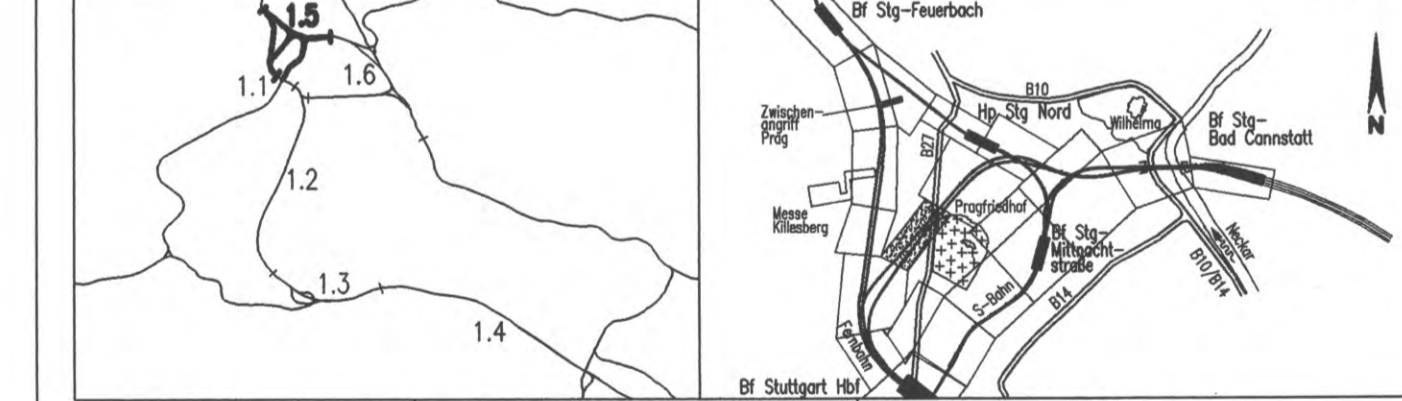 1.5
1.1
1.6
1.2
1.3
1.4
Bf Stg-Feuerbach
B10
Zwischen-
angriff
Prag
Hp Stg Nord
Wilhelma
Bf Stg-
Bad Cannstatt
N
B27
Messe
Killesberg
Pragfriedhof
Bf Stg-
Mittnacht-
straße
Neckar
B10/B14
S-Bahn
B14
Fernbahn
Bf Stuttgart Hbf